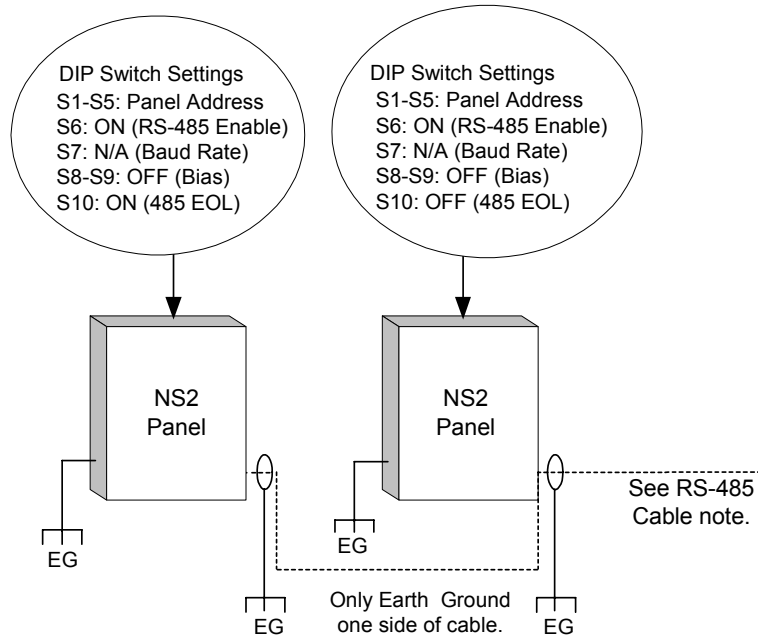 DIP Switch Settings
S1-S5: Panel Address
S6: ON (RS-485 Enable)
S7: N/A (Baud Rate)
S8-S9: OFF (Bias)
S10: ON (485 EOL)
DIP Switch Settings
S1-S5: Panel Address
S6: ON (RS-485 Enable)
S7: N/A (Baud Rate)
S8-S9: OFF (Bias)
S10: OFF (485 EOL)
NS2
Panel
NS2
Panel
See RS-485
Cable note.
EG
EG
Only Earth Ground
one side of cable.
EG
EG